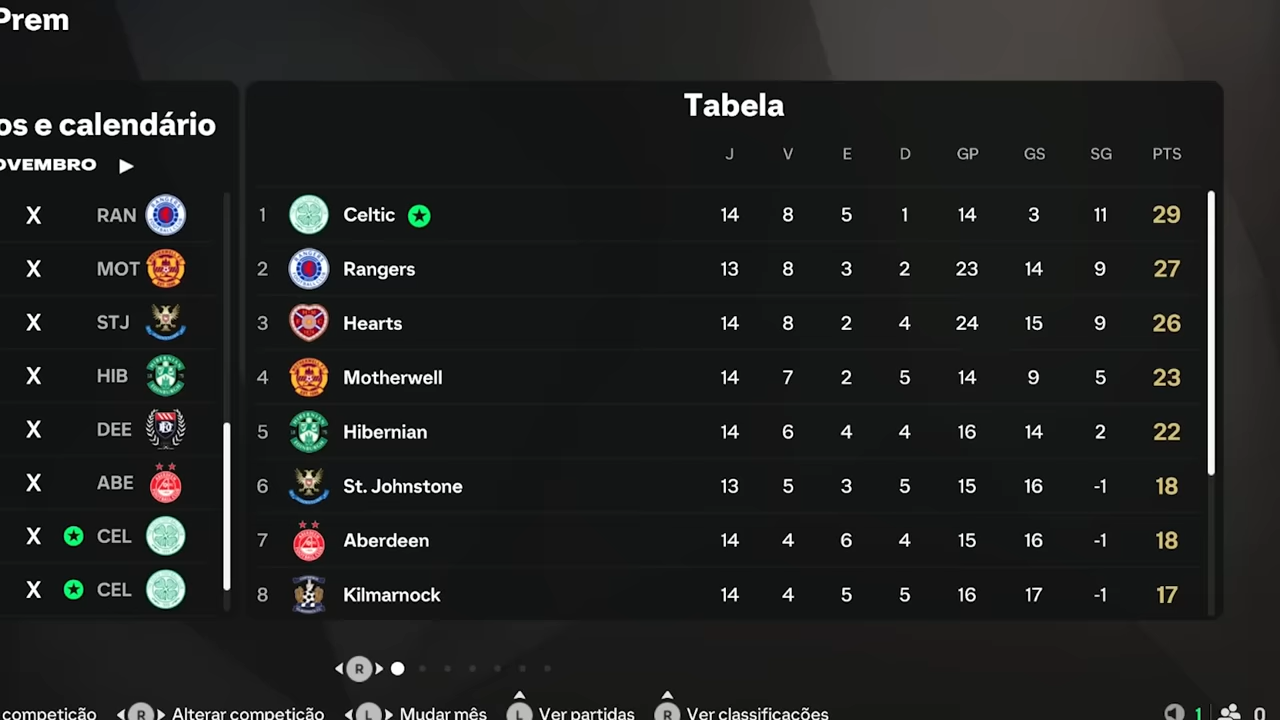 Prem
os e calendário
OVEMBRO
X RAN
X MOT
X STJ
X HIB
X DEE
X ABE
X CEL
X CEL
Tabela
J V E D GP GS SG PTS
1 Celtic 14 8 5 1 14 3 11 29
2 Rangers 13 8 3 2 23 14 9 27
3 Hearts 14 8 2 4 24 15 9 26
4 Motherwell 14 7 2 5 14 9 5 23
5 Hibernian 14 6 4 4 16 14 2 22
6 St. Johnstone 13 5 3 5 15 16 -1 18
7 Aberdeen 14 4 6 4 15 16 -1 18
8 Kilmarnock 14 4 5 5 16 17 -1 17
R
competição R Alterar competição L Mudar mês L Ver partidas R Ver classificações 1 0